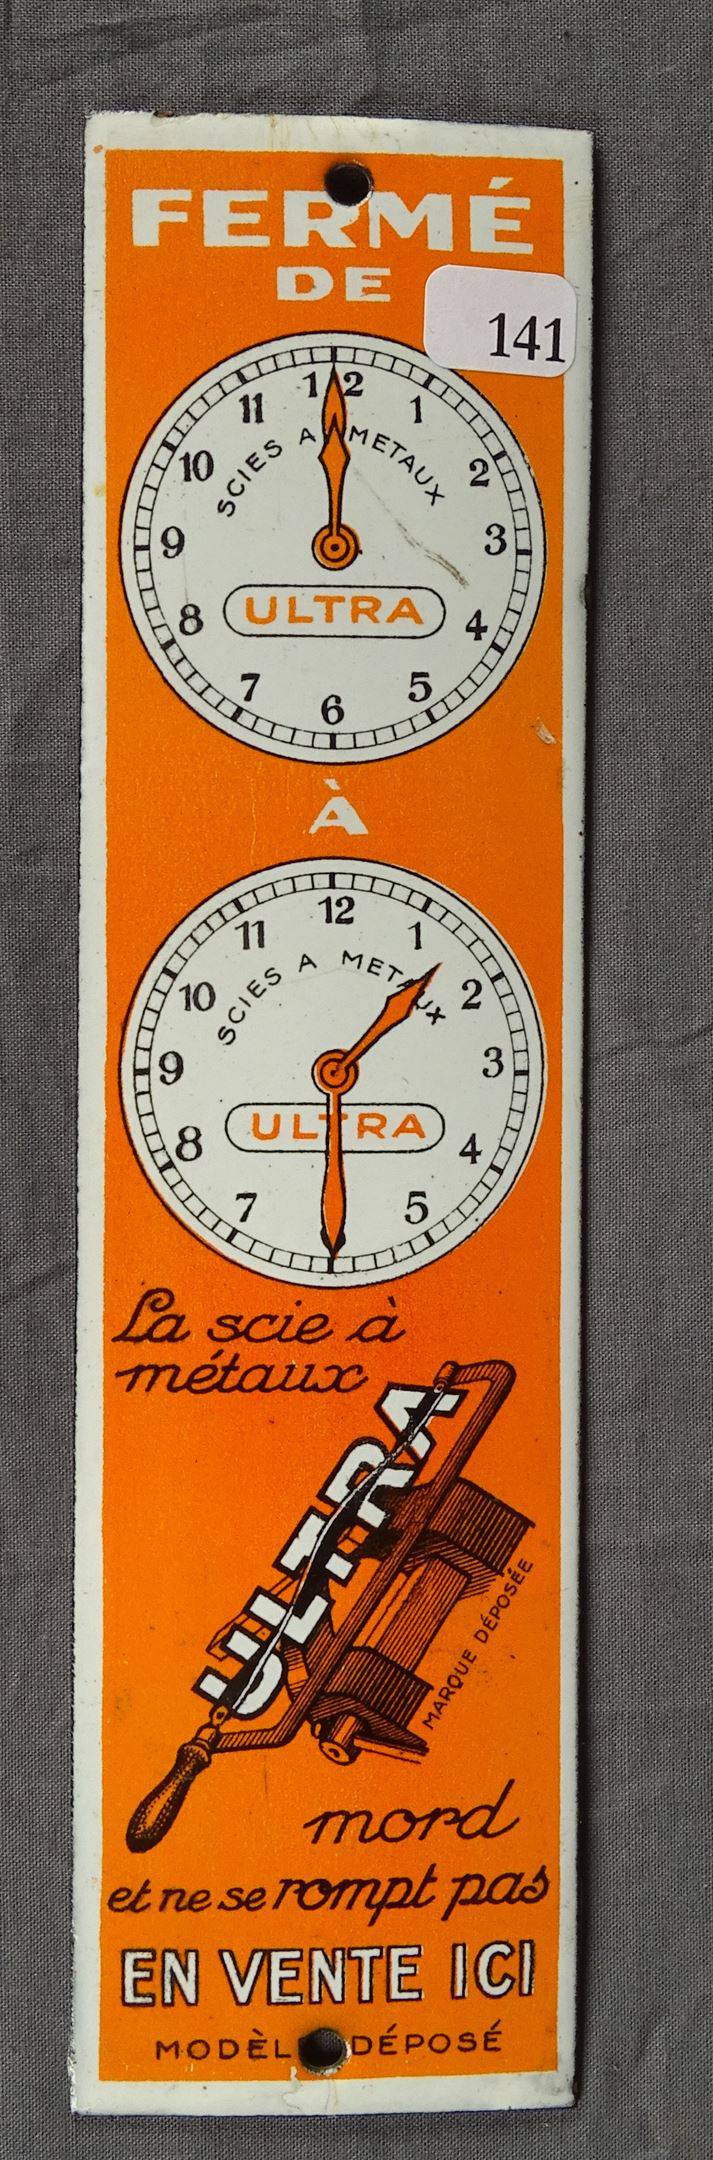 FERMÉ
DE
141
12
1
2
3
4
5
6
7
8
9
10
11
SCIES A METAUX
ULTRA
À
12
1
2
3
4
5
7
8
9
10
11
SCIES A METAUX
ULTRA
La scie à
métaux
ULTRA
MARQUE DÉPOSÉE
mord
et ne se rompt pas
EN VENTE ICI
MODÈL DÉPOSÉ